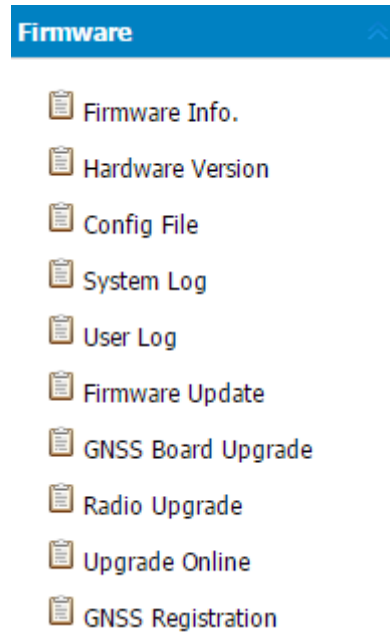 Firmware
Firmware Info.
Hardware Version
Config File
System Log
User Log
Firmware Update
GNSS Board Upgrade
Radio Upgrade
Upgrade Online
GNSS Registration